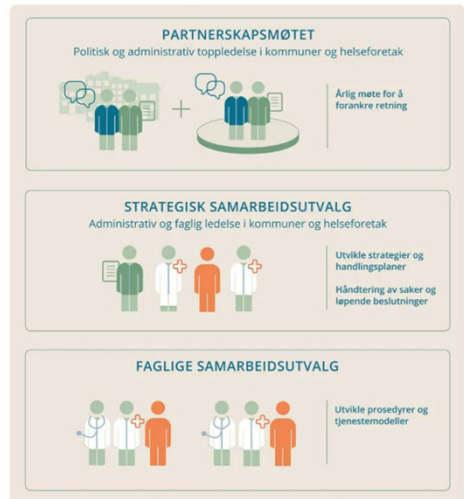 PARTNERSKAPSMØTET
Politisk og administrativ toppledelse i kommuner og helseforetak
Årlig møte for å
forankre retning
STRATEGISK SAMARBEIDSUTVALG
Administrativ og faglig ledelse i kommuner og helseforetak
Utvikle strategier og
handlingsplaner
Håndtering av saker og
løpende beslutninger
FAGLIGE SAMARBEIDSUTVALG
Utvikle prosedyrer og
tjenestemodeller